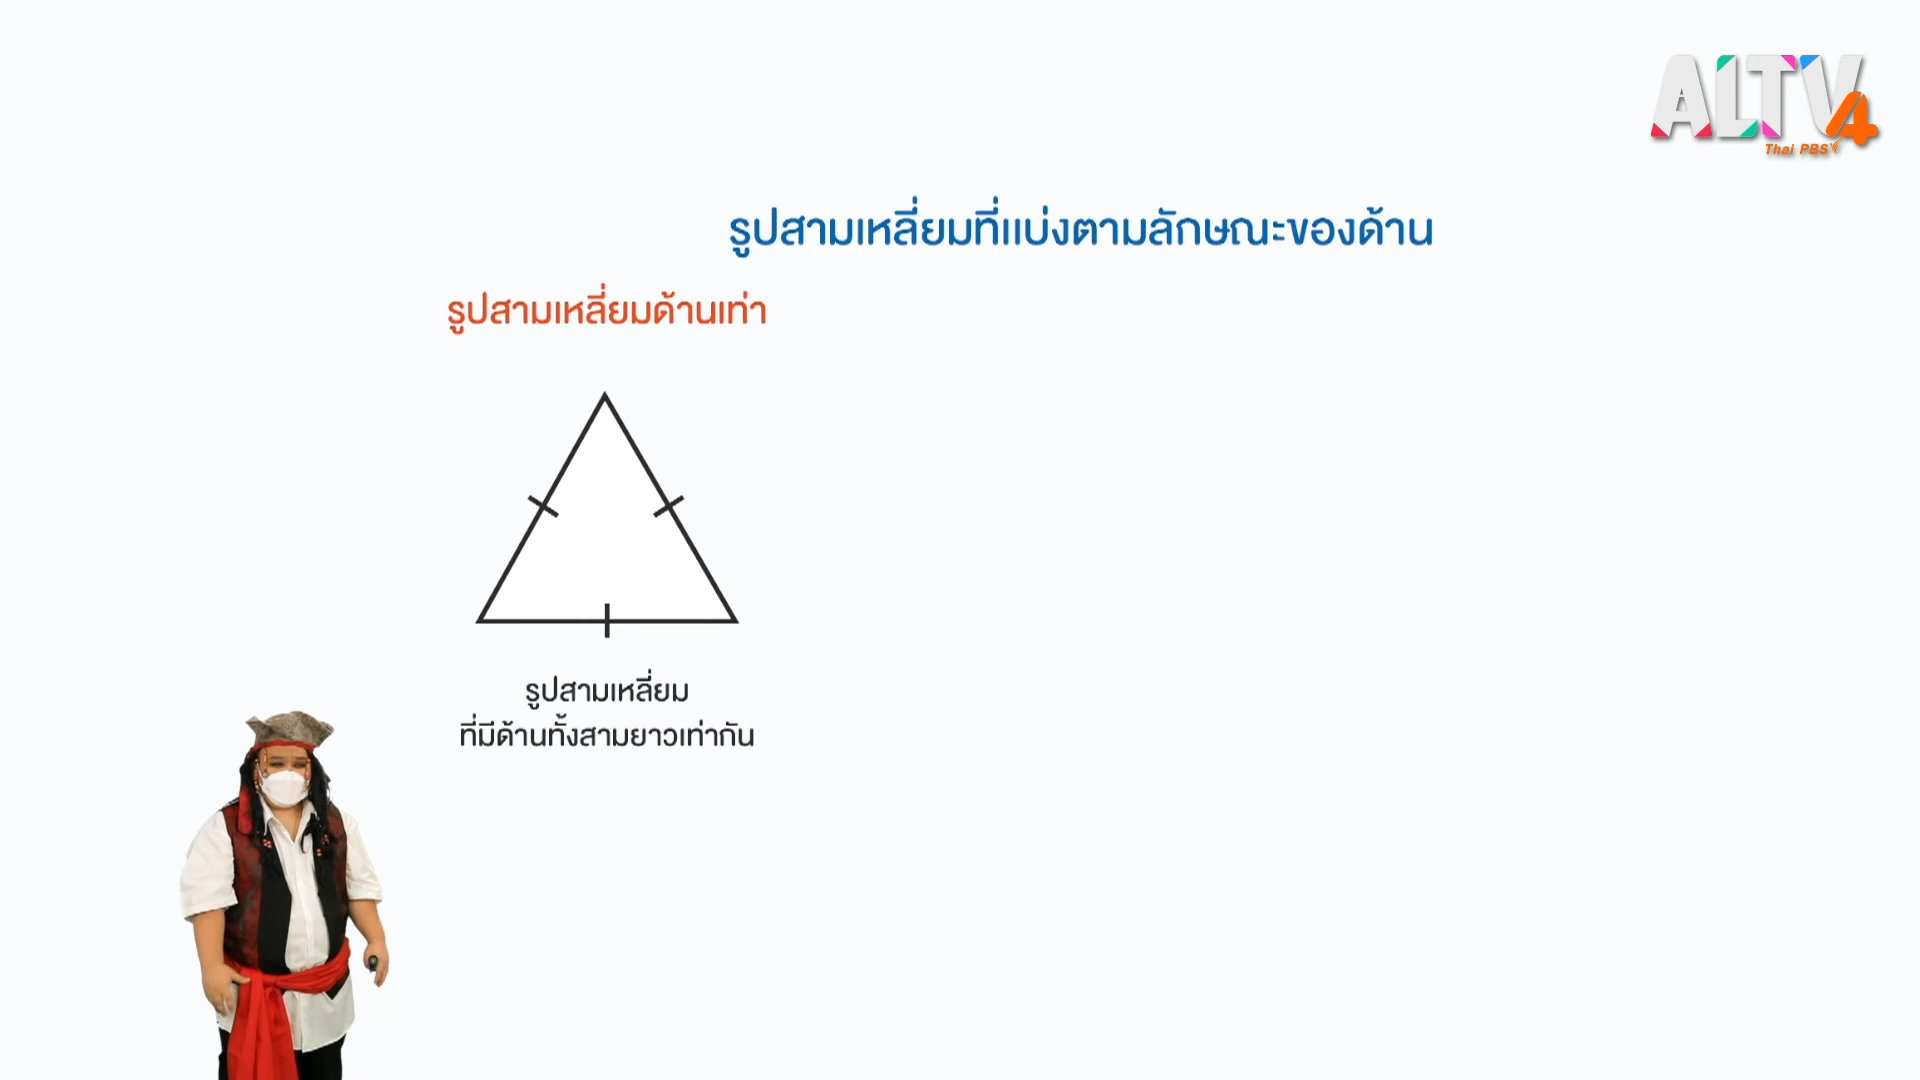 ALTV4
Thai PBS
รูปสามเหลี่ยมที่แบ่งตามลักษณะของด้าน
รูปสามเหลี่ยมด้านเท่า
รูปสามเหลี่ยม
ที่มีด้านทั้งสามยาวเท่ากัน